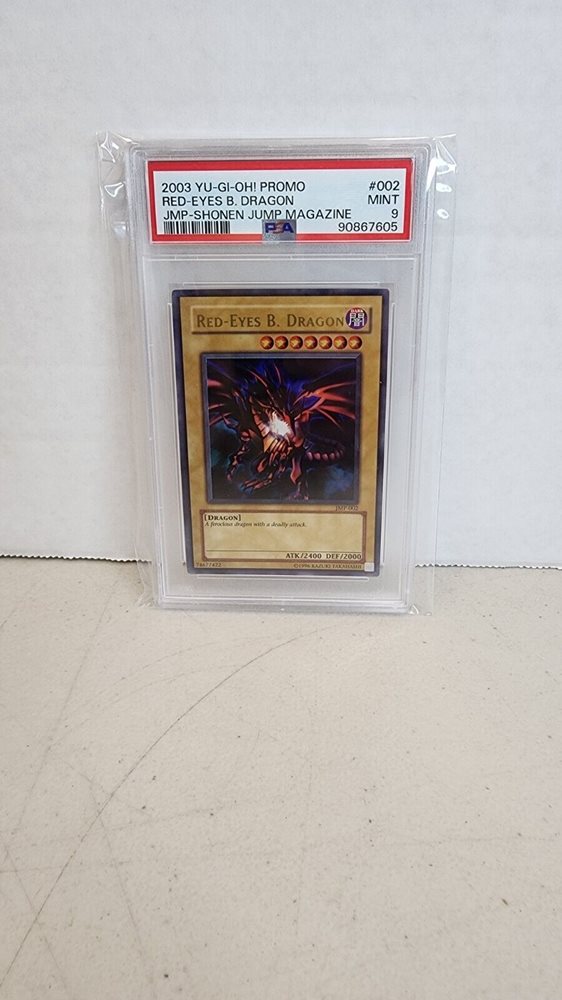 2003 YU-GI-OH! PROMO #002
RED-EYES B. DRAGON MINT
JMP-SHONEN JUMP MAGAZINE 9
PSA 90867605
RED-EYES B. DRAGON DARK
JMP-002
[DRAGON]
A ferocious dragon with a deadly attack.
ATK/2400 DEF/2000
74677422 ©1996 KAZUKI TAKAHASHI